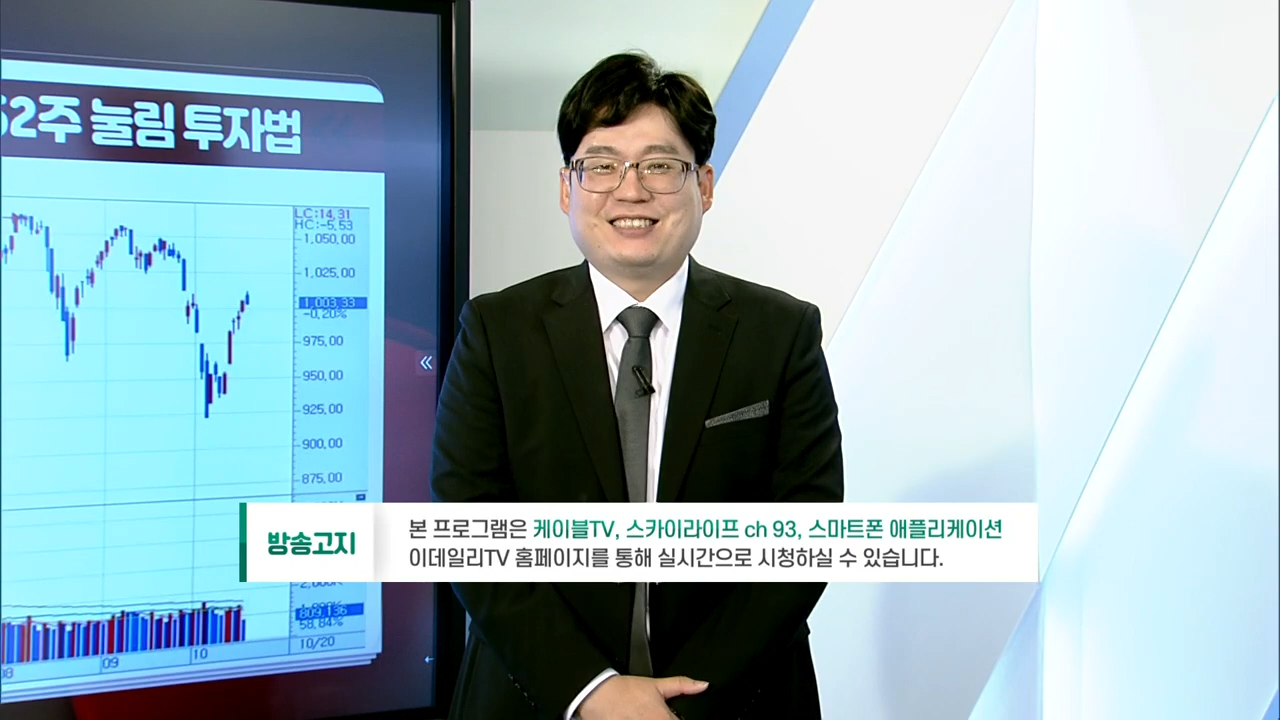 52주 눌림 투자법
LC:14.31
HC:-5.53
1,050.00
1,025.00
1,003.33
-0.20%
975.00
950.00
925.00
900.00
875.00
방송고지
본 프로그램은 케이블TV, 스카이라이프 ch 93, 스마트폰 애플리케이션
이데일리TV 홈페이지를 통해 실시간으로 시청하실 수 있습니다.
809,136
58.84%
09
10
10/20